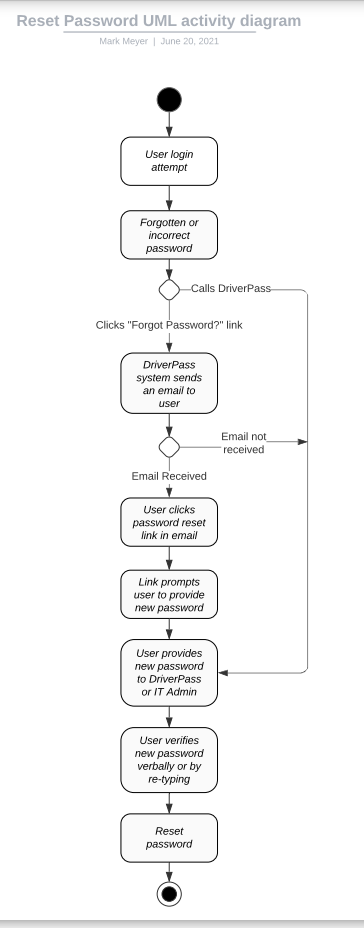 Reset Password UML activity diagram
Mark Meyer | June 20, 2021
User login
attempt
Forgotten or
incorrect
password
Calls DriverPass
Clicks "Forgot Password?" link
DriverPass
system sends
an email to
user
Email not
received
Email Received
User clicks
password reset
link in email
Link prompts
user to provide
new password
User provides
new password
to DriverPass
or IT Admin
User verifies
new password
verbally or by
re-typing
Reset
password